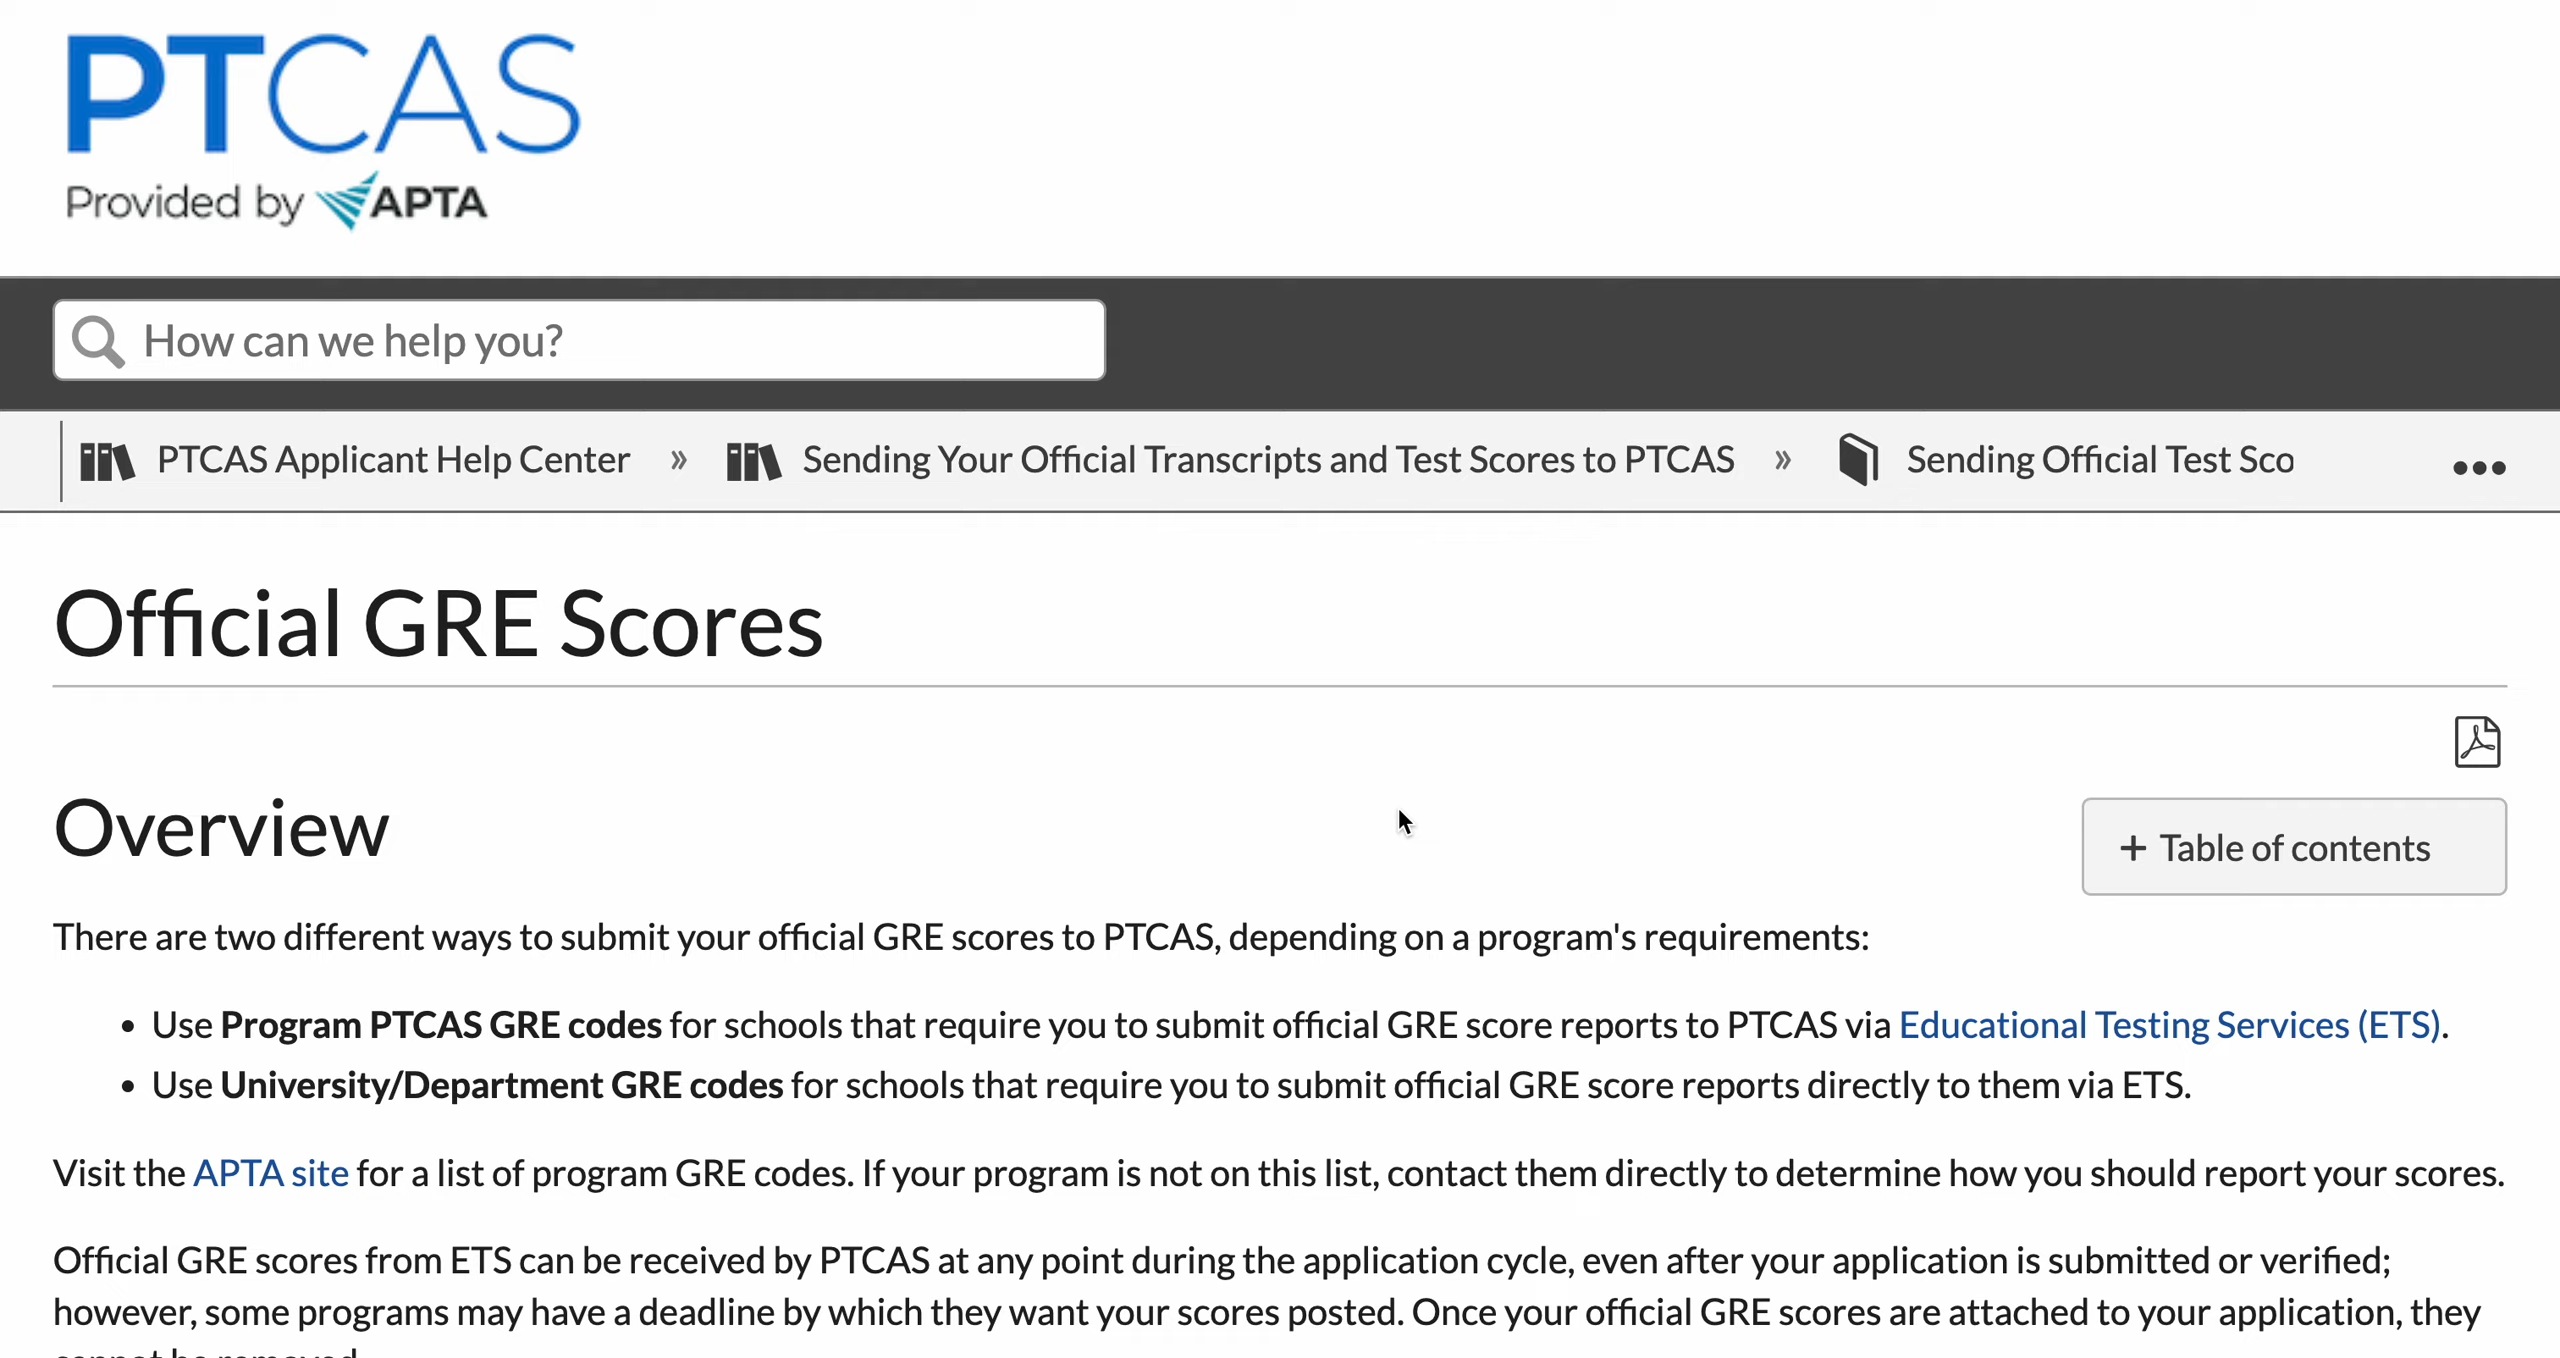 PTCAS
Provided by APTA
How can we help you?
PTCAS Applicant Help Center » Sending Your Official Transcripts and Test Scores to PTCAS » Sending Official Test Sco
Official GRE Scores
Overview
+ Table of contents
There are two different ways to submit your official GRE scores to PTCAS, depending on a program's requirements:
• Use Program PTCAS GRE codes for schools that require you to submit official GRE score reports to PTCAS via Educational Testing Services (ETS).
• Use University/Department GRE codes for schools that require you to submit official GRE score reports directly to them via ETS.
Visit the APTA site for a list of program GRE codes. If your program is not on this list, contact them directly to determine how you should report your scores.
Official GRE scores from ETS can be received by PTCAS at any point during the application cycle, even after your application is submitted or verified;
however, some programs may have a deadline by which they want your scores posted. Once your official GRE scores are attached to your application, they